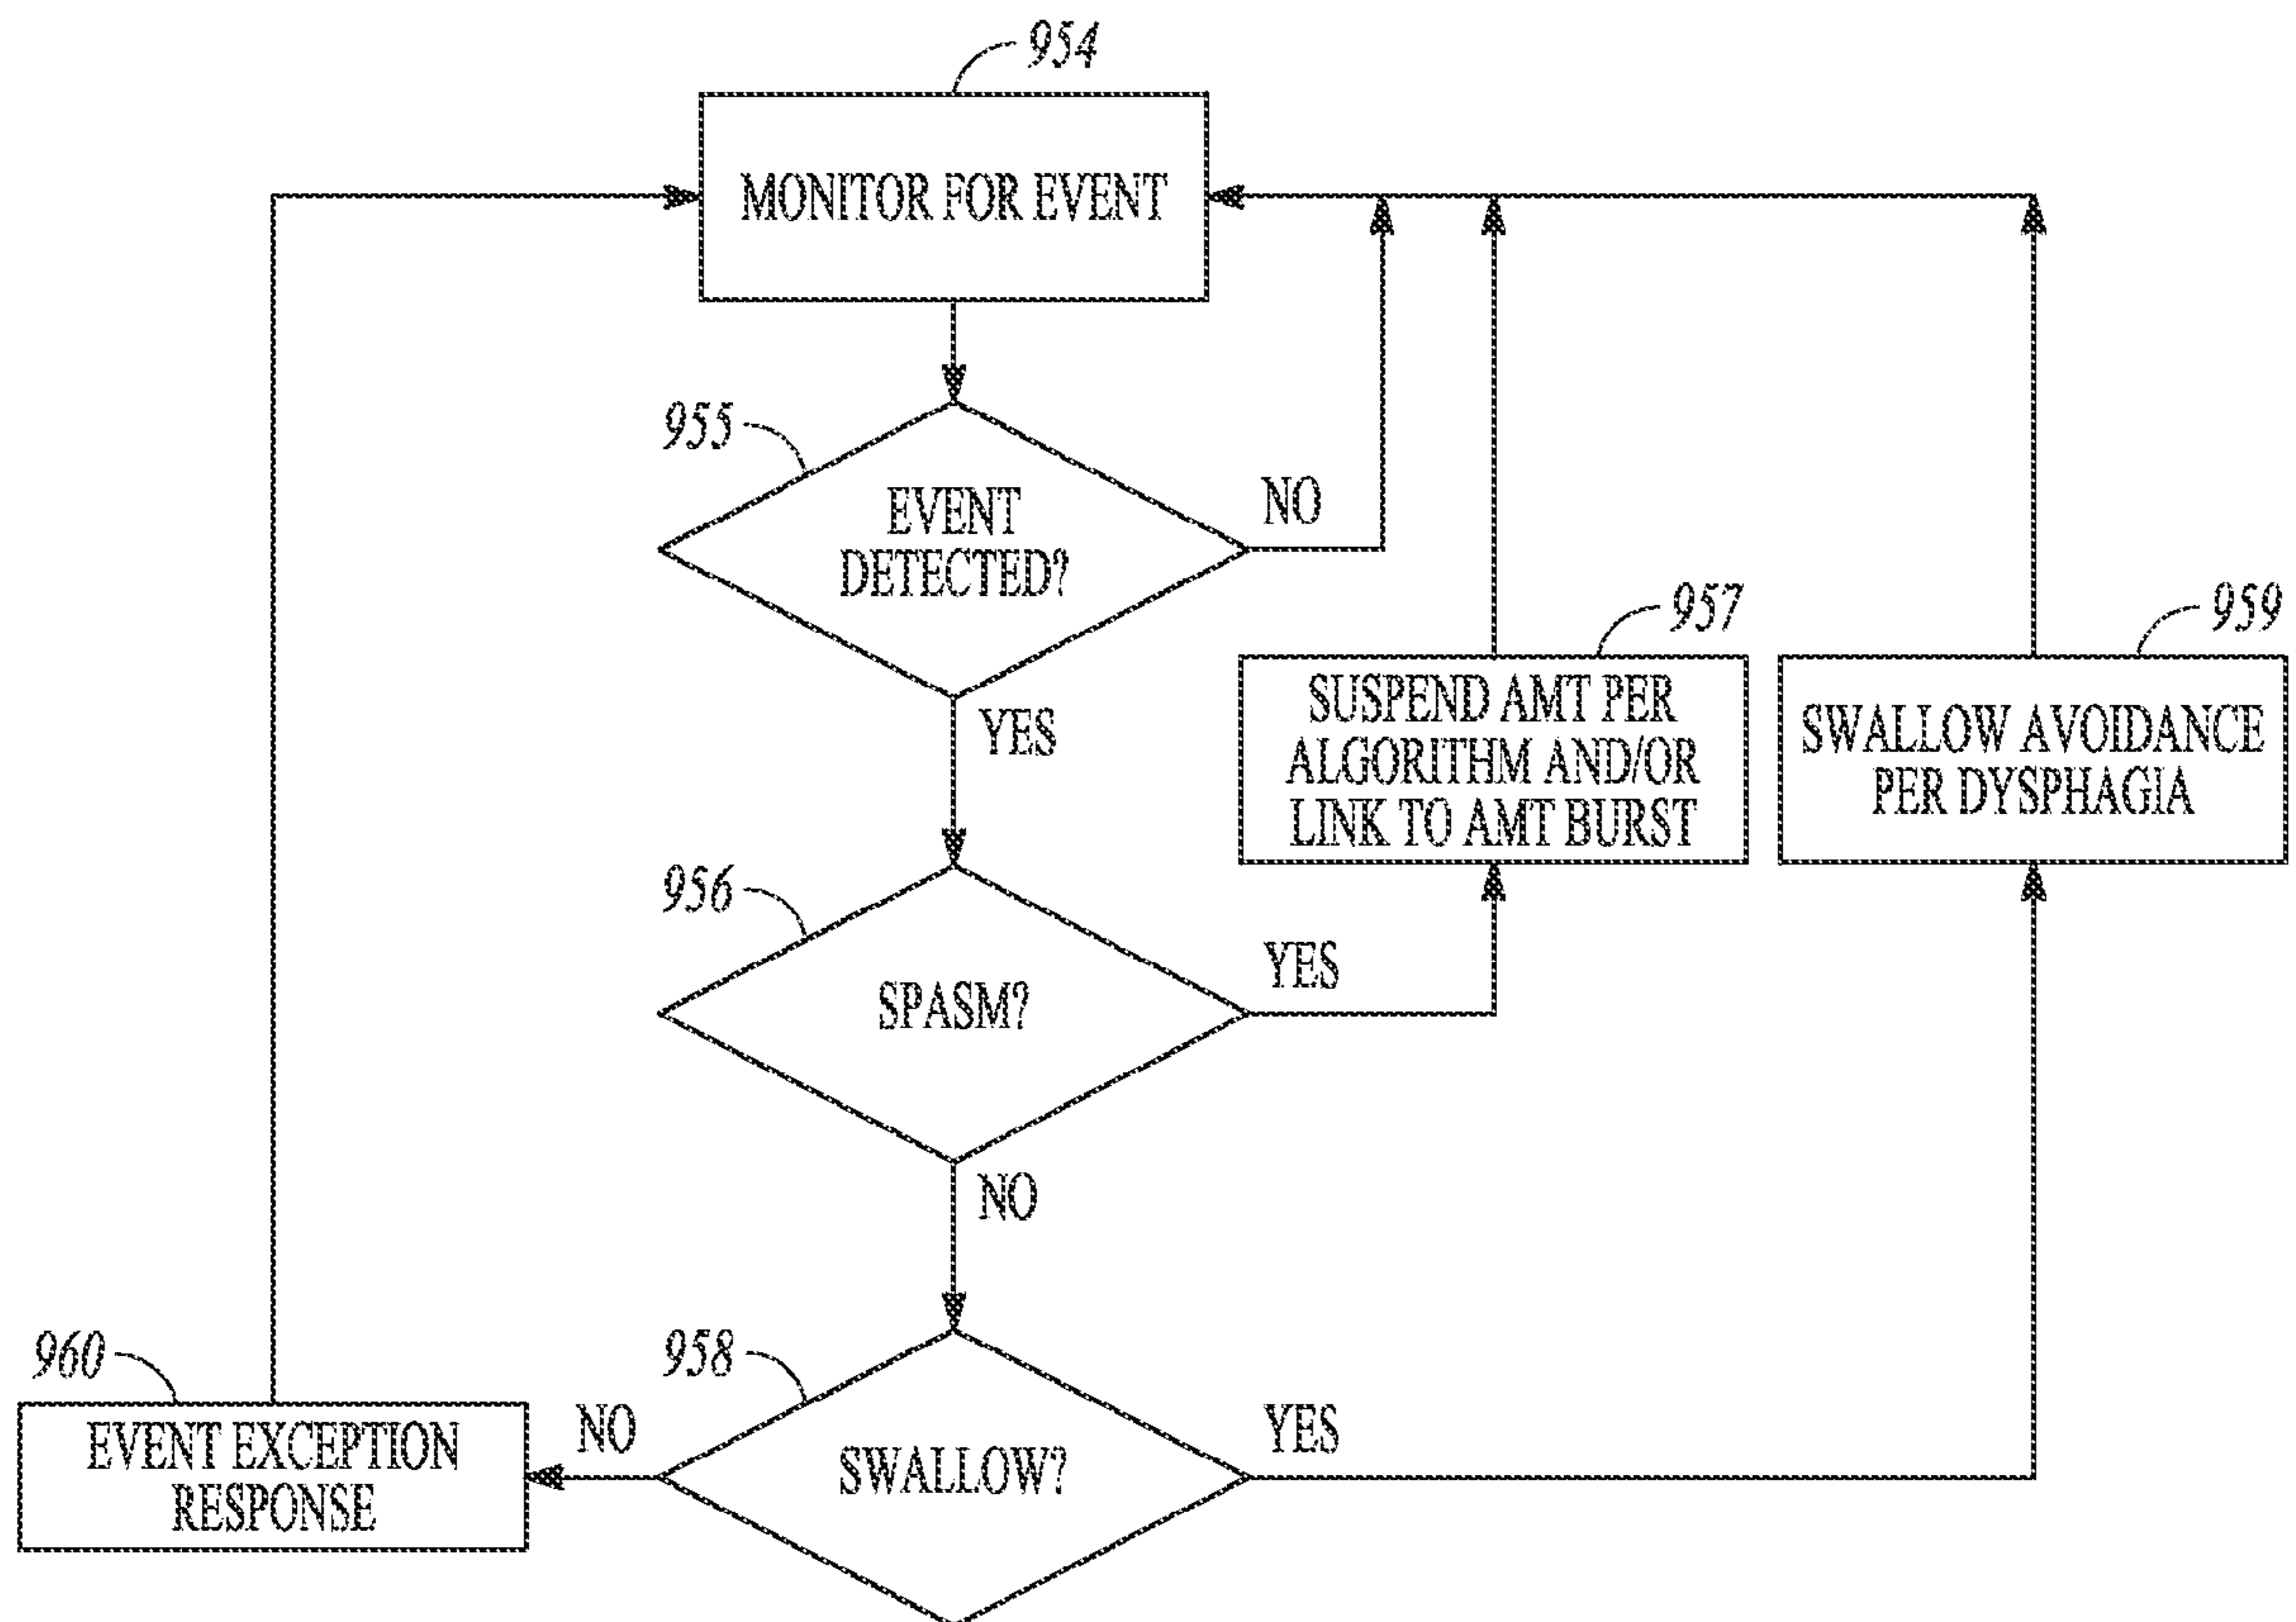 954
MONITOR FOR EVENT
955
EVENT
DETECTED?
NO
YES
957
SUSPEND AMT PER
ALGORITHM AND/OR
LINK TO AMT BURST
959
SWALLOW AVOIDANCE
PER DYSPHAGIA
956
SPASM?
YES
NO
960
EVENT EXCEPTION
RESPONSE
NO
958
SWALLOW?
YES